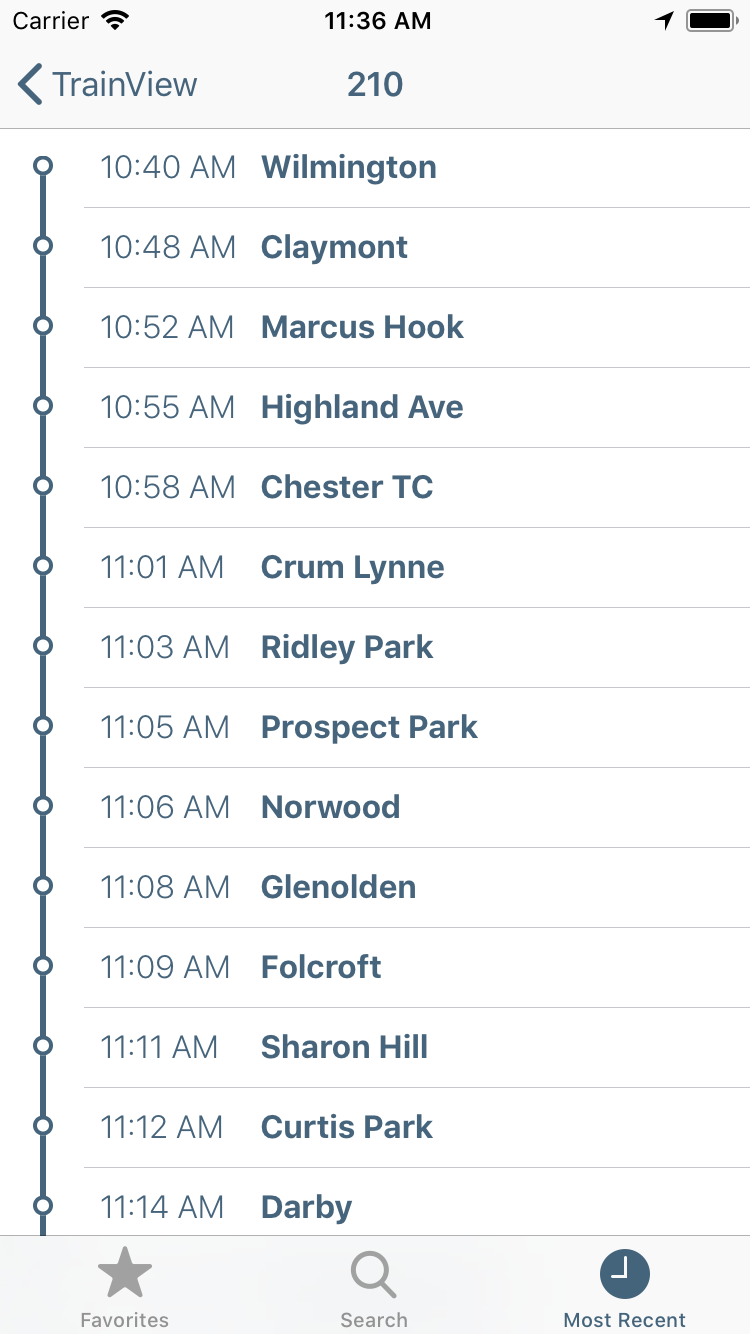 Carrier 11:36 AM
TrainView 210
10:40 AM Wilmington
10:48 AM Claymont
10:52 AM Marcus Hook
10:55 AM Highland Ave
10:58 AM Chester TC
11:01 AM Crum Lynne
11:03 AM Ridley Park
11:05 AM Prospect Park
11:06 AM Norwood
11:08 AM Glenolden
11:09 AM Folcroft
11:11 AM Sharon Hill
11:12 AM Curtis Park
11:14 AM Darby
Favorites Search Most Recent